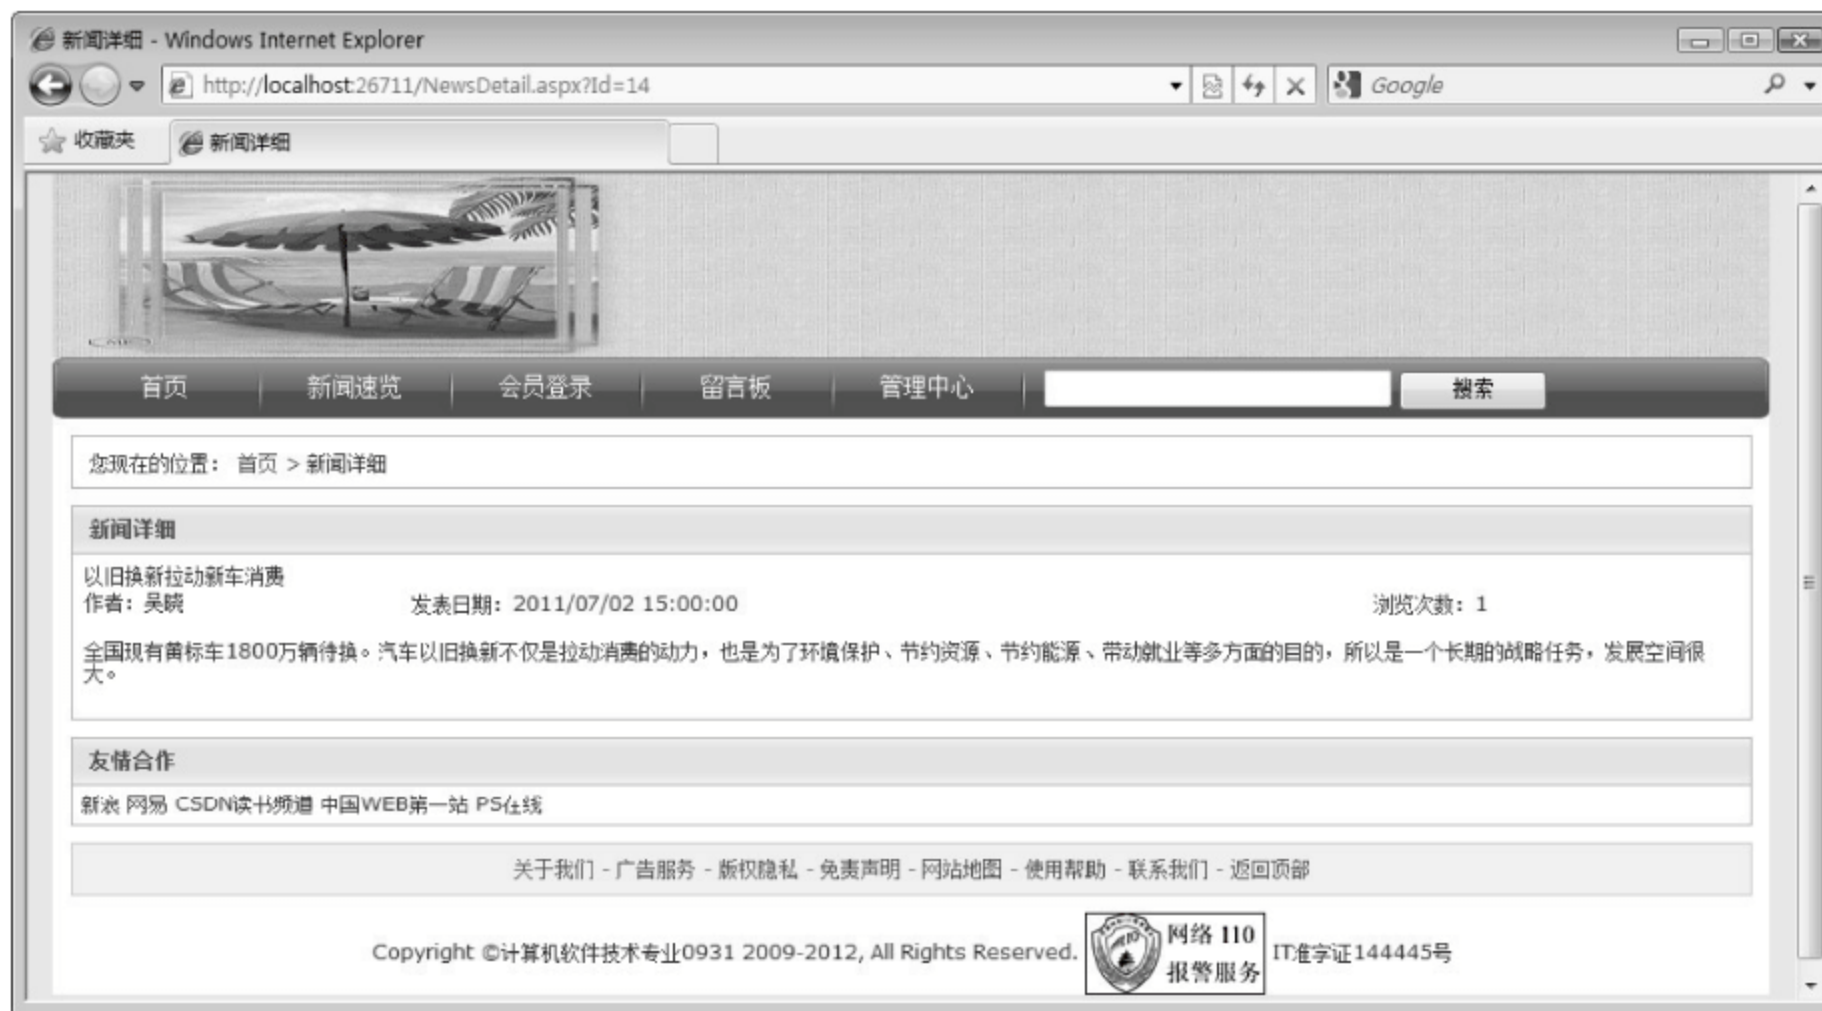 新闻详细 - Windows Internet Explorer
http://localhost:26711/NewsDetail.aspx?Id=14
Google
收藏夹
新闻详细
首页
新闻速览
会员登录
留言板
管理中心
搜索
您现在的位置： 首页 > 新闻详细
新闻详细
以旧换新拉动新车消费
作者：吴晓 发表日期：2011/07/02 15:00:00 浏览次数：1
全国现有黄标车1800万辆待换。汽车以旧换新不仅是拉动消费的动力，也是为了环境保护、节约资源、节约能源、带动就业等多方面的目的，所以是一个长期的战略任务，发展空间很
大。
友情合作
新浪 网易 CSDN读书频道 中国WEB第一站 PS在线
关于我们 - 广告服务 - 版权隐私 - 免责声明 - 网站地图 - 使用帮助 - 联系我们 - 返回顶部
Copyright ©计算机软件技术专业0931 2009-2012, All Rights Reserved.
网络 110
报警服务
IT准字证144445号